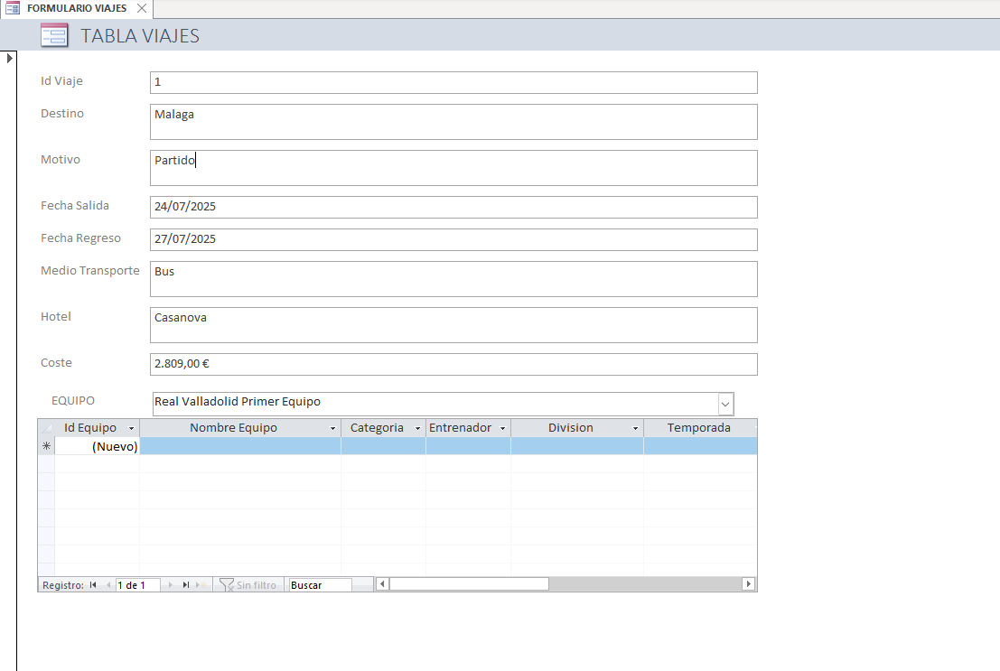 FORMULARIO VIAJES
TABLA VIAJES
Id Viaje 1
Destino Malaga
Motivo Partido
Fecha Salida 24/07/2025
Fecha Regreso 27/07/2025
Medio Transporte Bus
Hotel Casanova
Coste 2.809,00 €
EQUIPO Real Valladolid Primer Equipo
Id Equipo Nombre Equipo Categoria Entrenador Division Temporada
(Nuevo)
Registro: 1 de 1 Sin filtro Buscar